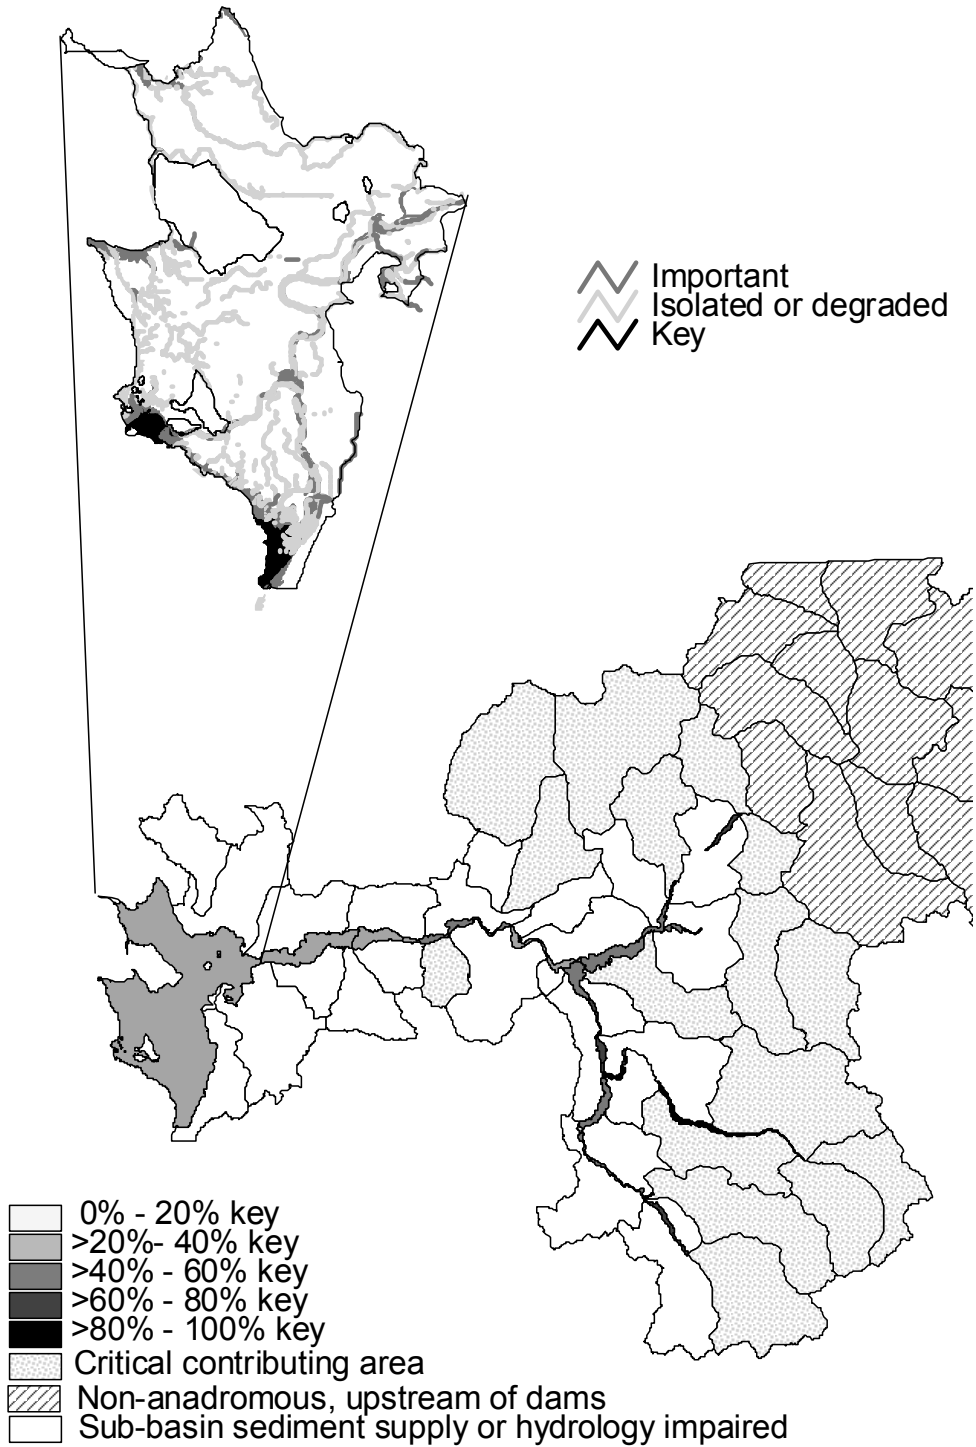 Important
Isolated or degraded
Key
0% - 20% key
>20%- 40% key
>40% - 60% key
>60% - 80% key
>80% - 100% key
Critical contributing area
Non-anadromous, upstream of dams
Sub-basin sediment supply or hydrology impaired